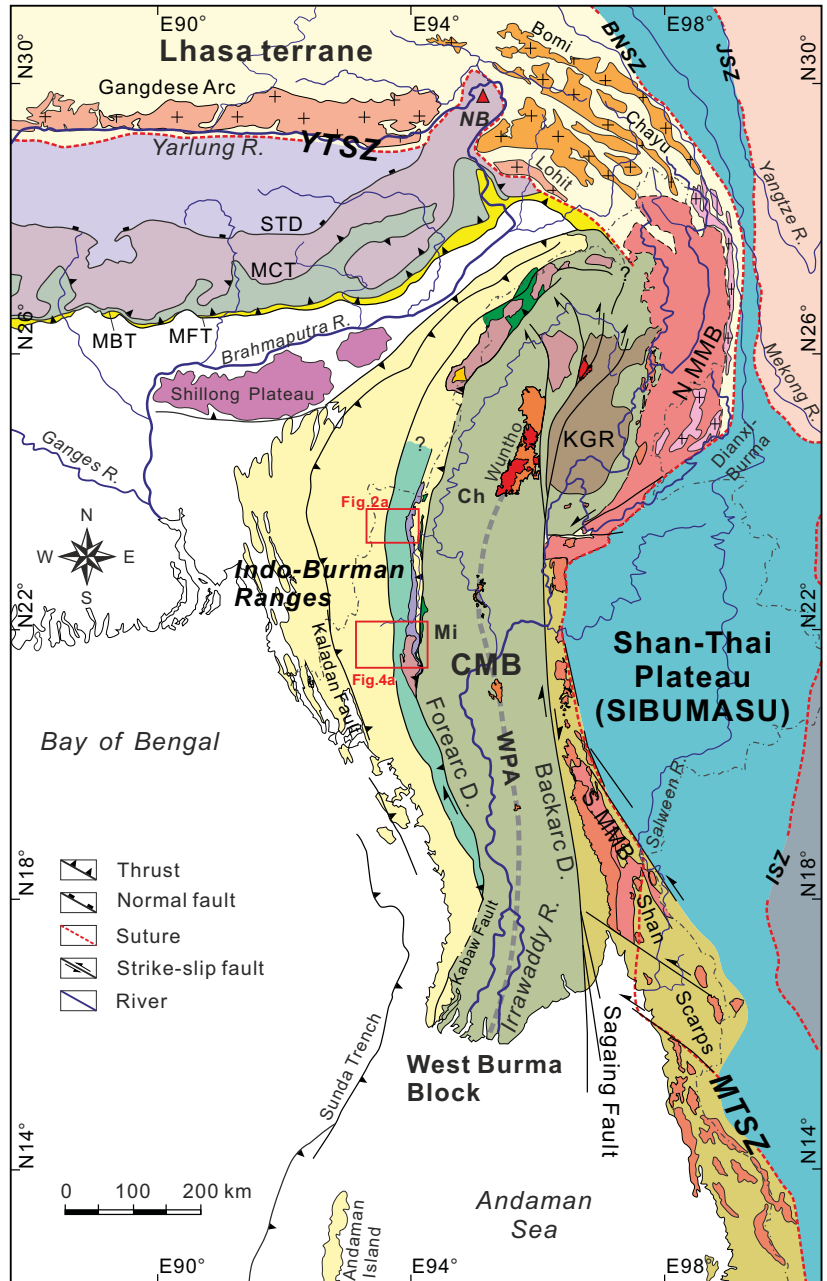 E90°
E94°
E98°
N30°
N30°
Lhasa terrane
Bomi
BNSZ
JSZ
Gangdese Arc
NB
Chayu
Yarlung R.
YTSZ
Lohit
Yangtze R.
STD
MCT
?
N26°
N26°
MBT
MFT
Brahmaputra R.
N.MMB
Mekong R.
Shillong Plateau
KGR
Dianxi-
Burma
Ganges R.
?
Wuntho
Ch
Fig.2a
N
W
E
S
Indo-Burman
Ranges
N22°
N22°
Mi
Kaladan Fault
CMB
Shan-Thai
Plateau
(SIBUMASU)
Fig.4a
Bay of Bengal
Forearc D.
WPA
Backarc D.
Salween R.
S.MMB
ISZ
N18°
N18°
Thrust
Normal fault
Suture
Strike-slip fault
River
Shan
Scarps
Kabaw Fault
Irrawaddy R.
Sagaing Fault
Sunda Trench
West Burma
Block
MTSZ
N14°
N14°
0
100
200 km
Andaman
Sea
Andaman
Island
E90°
E94°
E98°